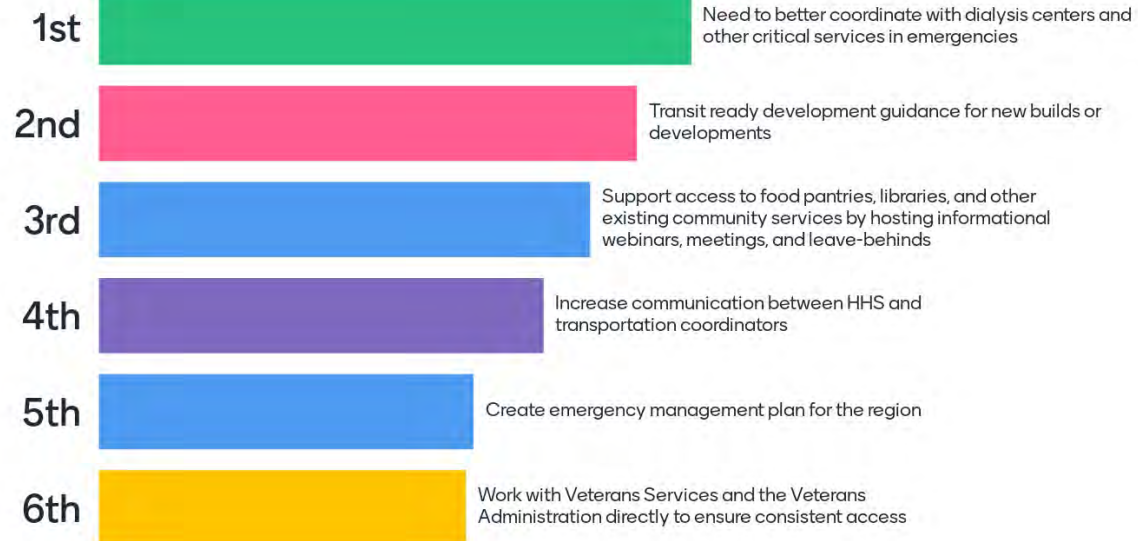 1st
Need to better coordinate with dialysis centers and
other critical services in emergencies
2nd
Transit ready development guidance for new builds or
developments
3rd
Support access to food pantries, libraries, and other
existing community services by hosting informational
webinars, meetings, and leave-behinds
4th
Increase communication between HHS and
transportation coordinators
5th
Create emergency management plan for the region
6th
Work with Veterans Services and the Veterans
Administration directly to ensure consistent access